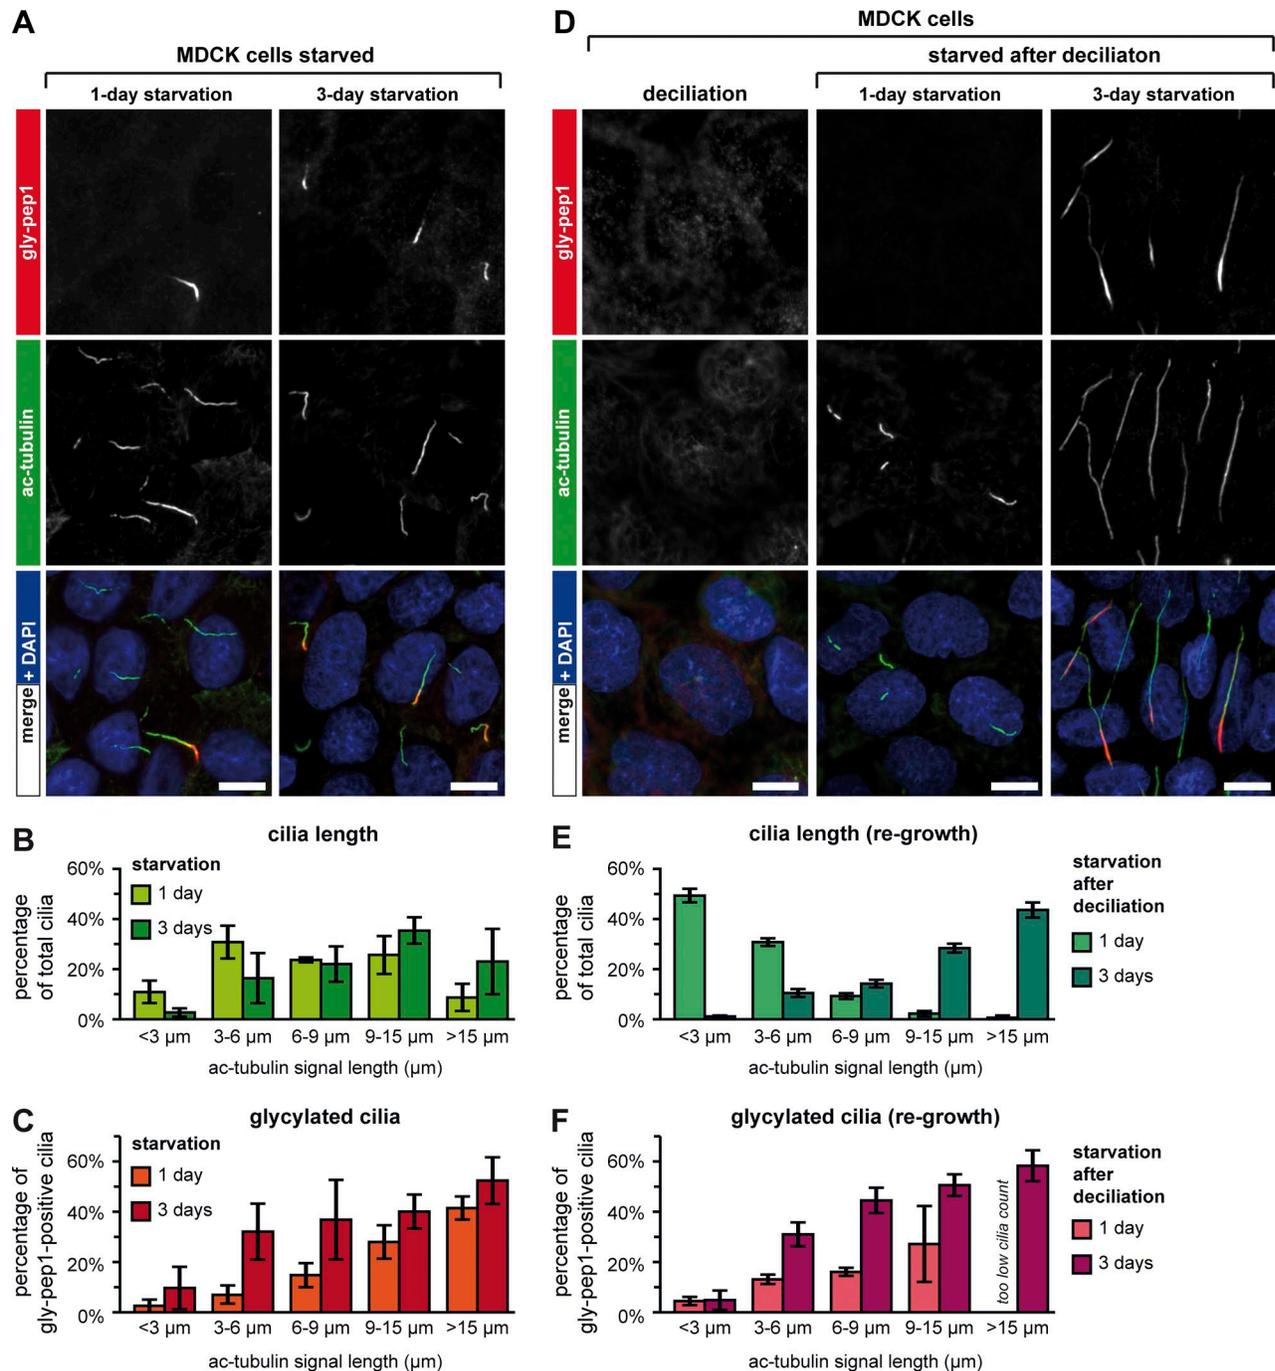 A
MDCK cells starved
1-day starvation
3-day starvation
gly-pep1
ac-tubulin
merge + DAPI
D
MDCK cells
starved after deciliaton
deciliation
1-day starvation
3-day starvation
gly-pep1
ac-tubulin
merge + DAPI
B
cilia length
starvation
1 day
3 days
percentage
of total cilia
60%
40%
20%
0%
<3 µm
3-6 µm
6-9 µm
9-15 µm
>15 µm
ac-tubulin signal length (µm)
E
cilia length (re-growth)
starvation
after
deciliation
1 day
3 days
percentage
of total cilia
60%
40%
20%
0%
<3 µm
3-6 µm
6-9 µm
9-15 µm
>15 µm
ac-tubulin signal length (µm)
C
glycylated cilia
starvation
1 day
3 days
percentage of
gly-pep1-positive cilia
60%
40%
20%
0%
<3 µm
3-6 µm
6-9 µm
9-15 µm
>15 µm
ac-tubulin signal length (µm)
F
glycylated cilia (re-growth)
starvation
after
deciliation
1 day
3 days
percentage of
gly-pep1-positive cilia
60%
40%
20%
0%
too low cilia count
<3 µm
3-6 µm
6-9 µm
9-15 µm
>15 µm
ac-tubulin signal length (µm)